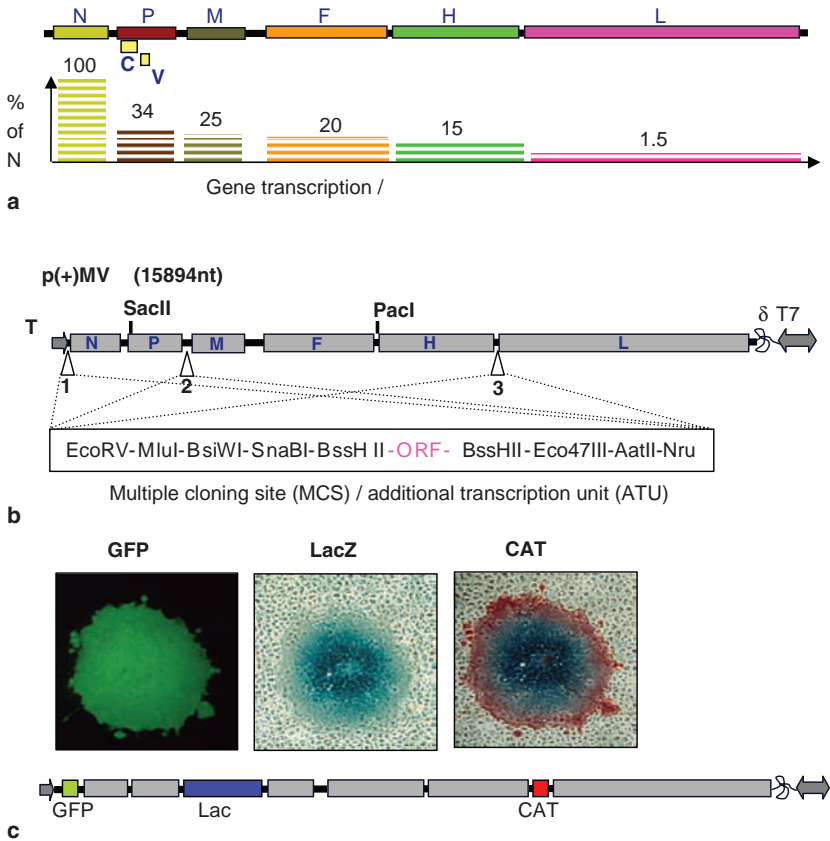 N P M F H L
C V
100 34 25 20 15 1.5
%
of
N
Gene transcription /
a
p(+)MV (15894nt)
SacII PacI δ T7
T
N P M F H L
1 2 3
EcoRV-MluI-BsiWI-SnaBI-BssH II-ORF- BssHII-Eco47III-AatII-Nru
Multiple cloning site (MCS) / additional transcription unit (ATU)
b
GFP LacZ CAT
GFP Lac CAT
c